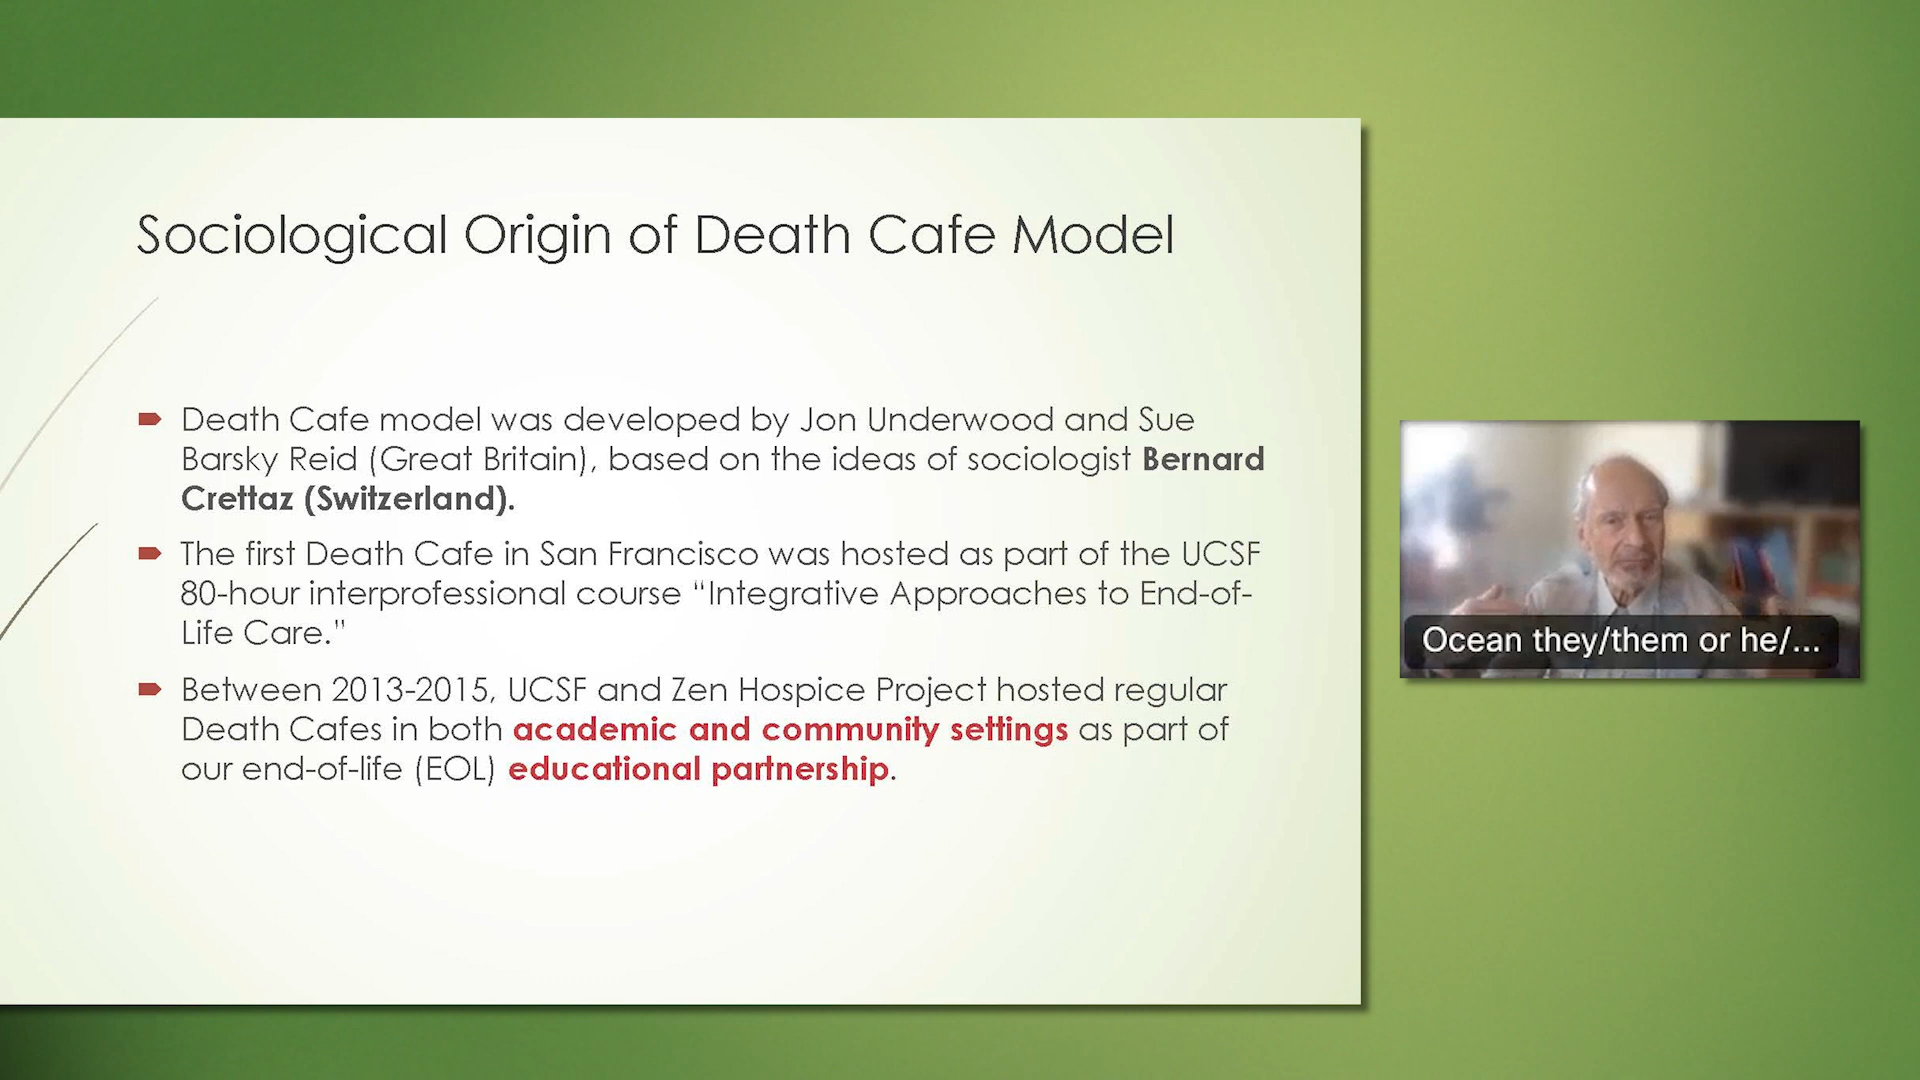 Sociological Origin of Death Cafe Model
Death Cafe model was developed by Jon Underwood and Sue
Barsky Reid (Great Britain), based on the ideas of sociologist Bernard
Crettaz (Switzerland).
The first Death Cafe in San Francisco was hosted as part of the UCSF
80-hour interprofessional course “Integrative Approaches to End-of-
Life Care.”
Between 2013-2015, UCSF and Zen Hospice Project hosted regular
Death Cafes in both academic and community settings as part of
our end-of-life (EOL) educational partnership.
Ocean they/them or he/...